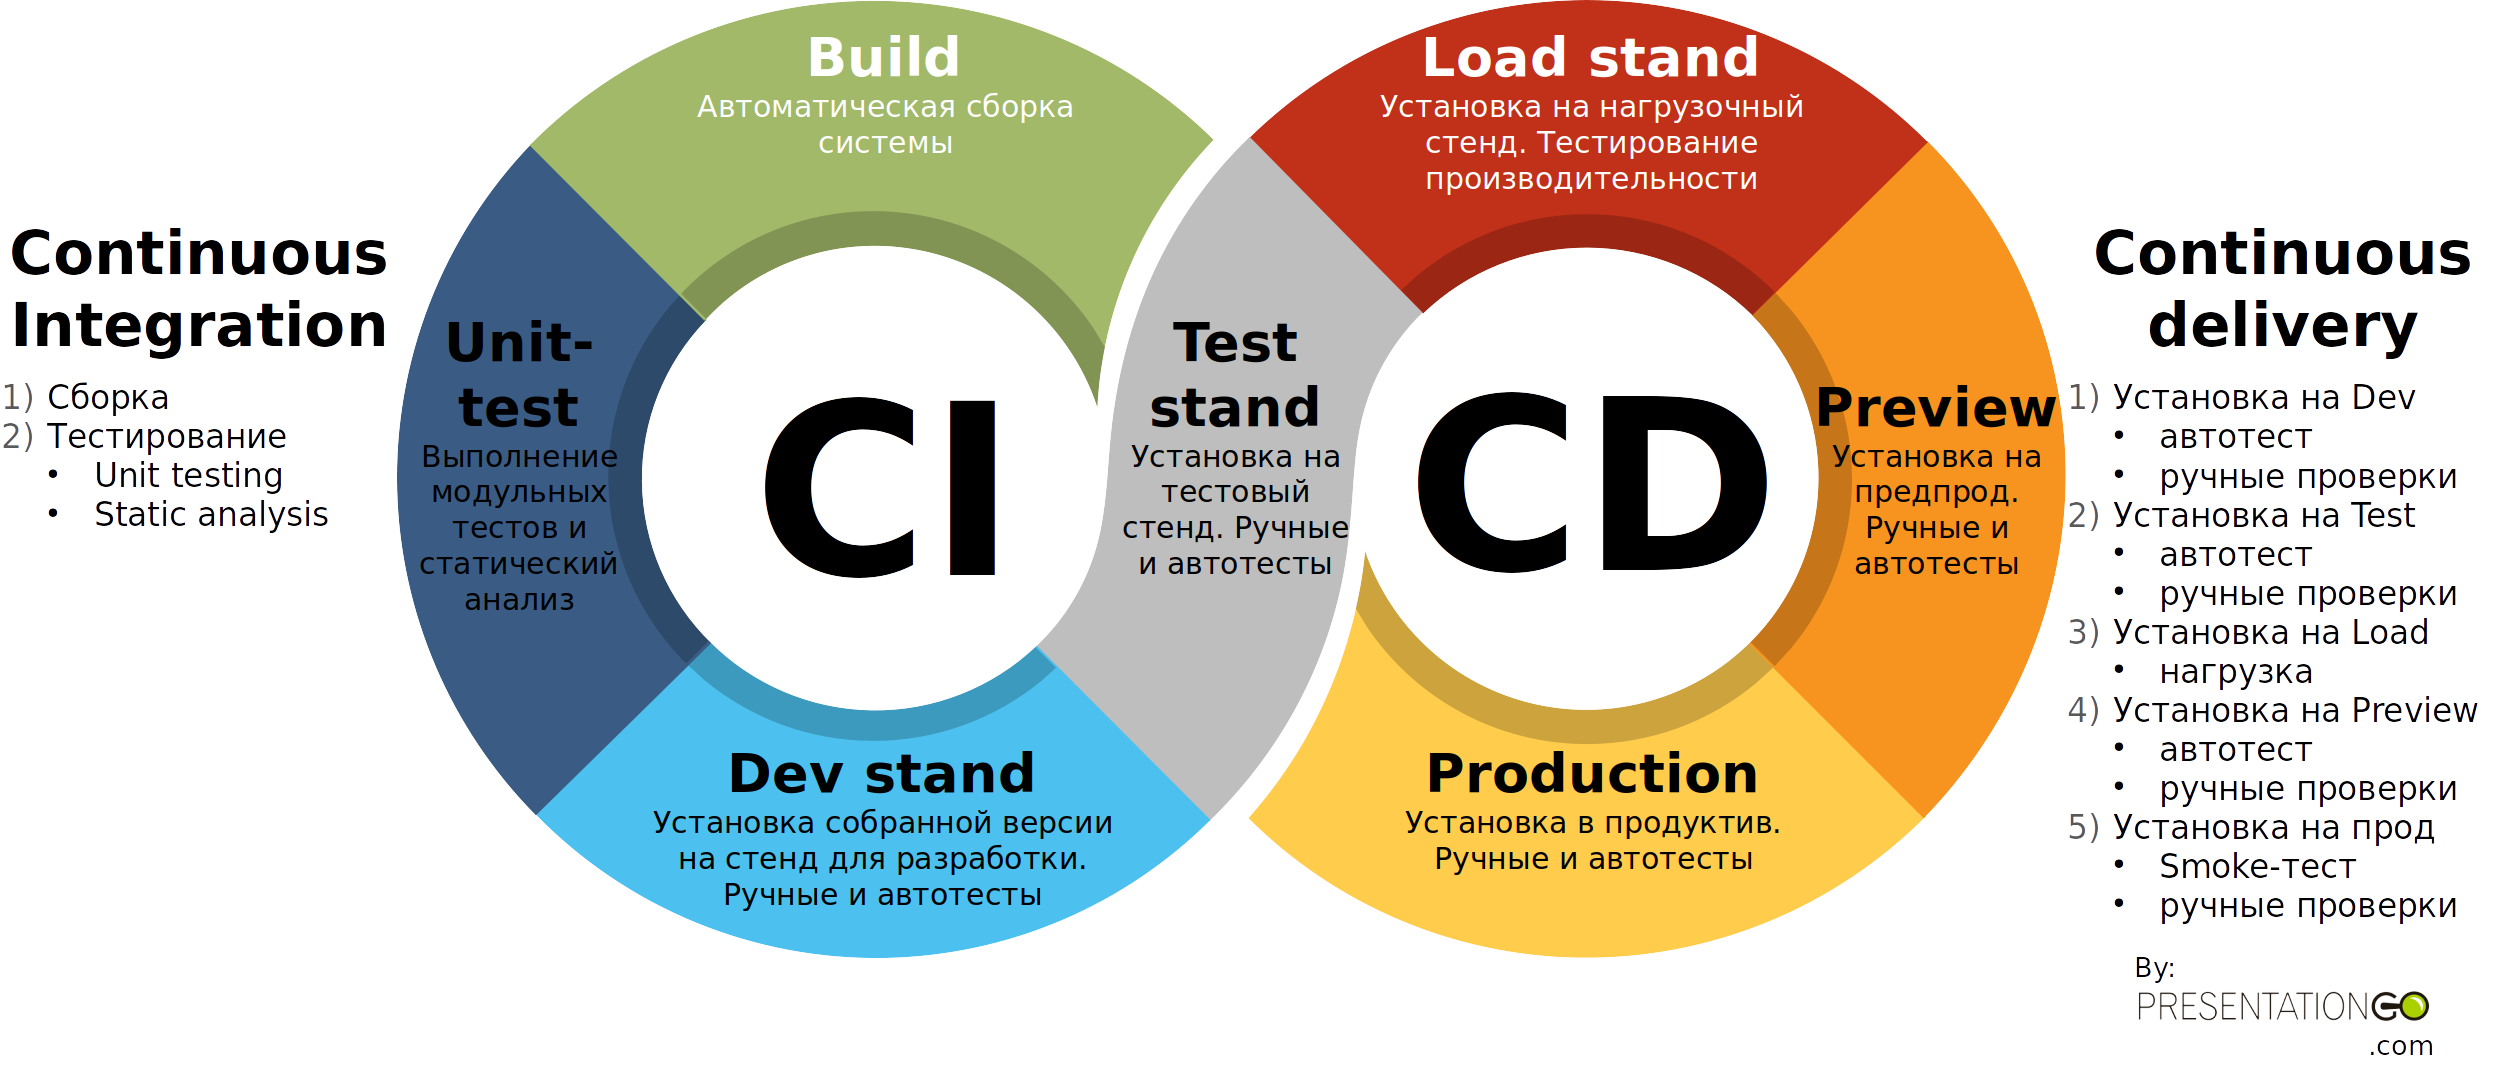 Continuous
Integration
1) Сборка
2) Тестирование
• Unit testing
• Static analysis
Build
Автоматическая сборка
системы
Unit-
test
Выполнение
модульных
тестов и
статический
анализ
CI
Dev stand
Установка собранной версии
на стенд для разработки.
Ручные и автотесты
Test
stand
Установка на
тестовый
стенд. Ручные
и автотесты
Load stand
Установка на нагрузочный
стенд. Тестирование
производительности
CD
Preview
Установка на
предпрод.
Ручные и
автотесты
Production
Установка в продуктив.
Ручные и автотесты
Continuous
delivery
1) Установка на Dev
• автотест
• ручные проверки
2) Установка на Test
• автотест
• ручные проверки
3) Установка на Load
• нагрузка
4) Установка на Preview
• автотест
• ручные проверки
5) Установка на прод
• Smoke-тест
• ручные проверки
By:
PRESENTATIONGO
.com